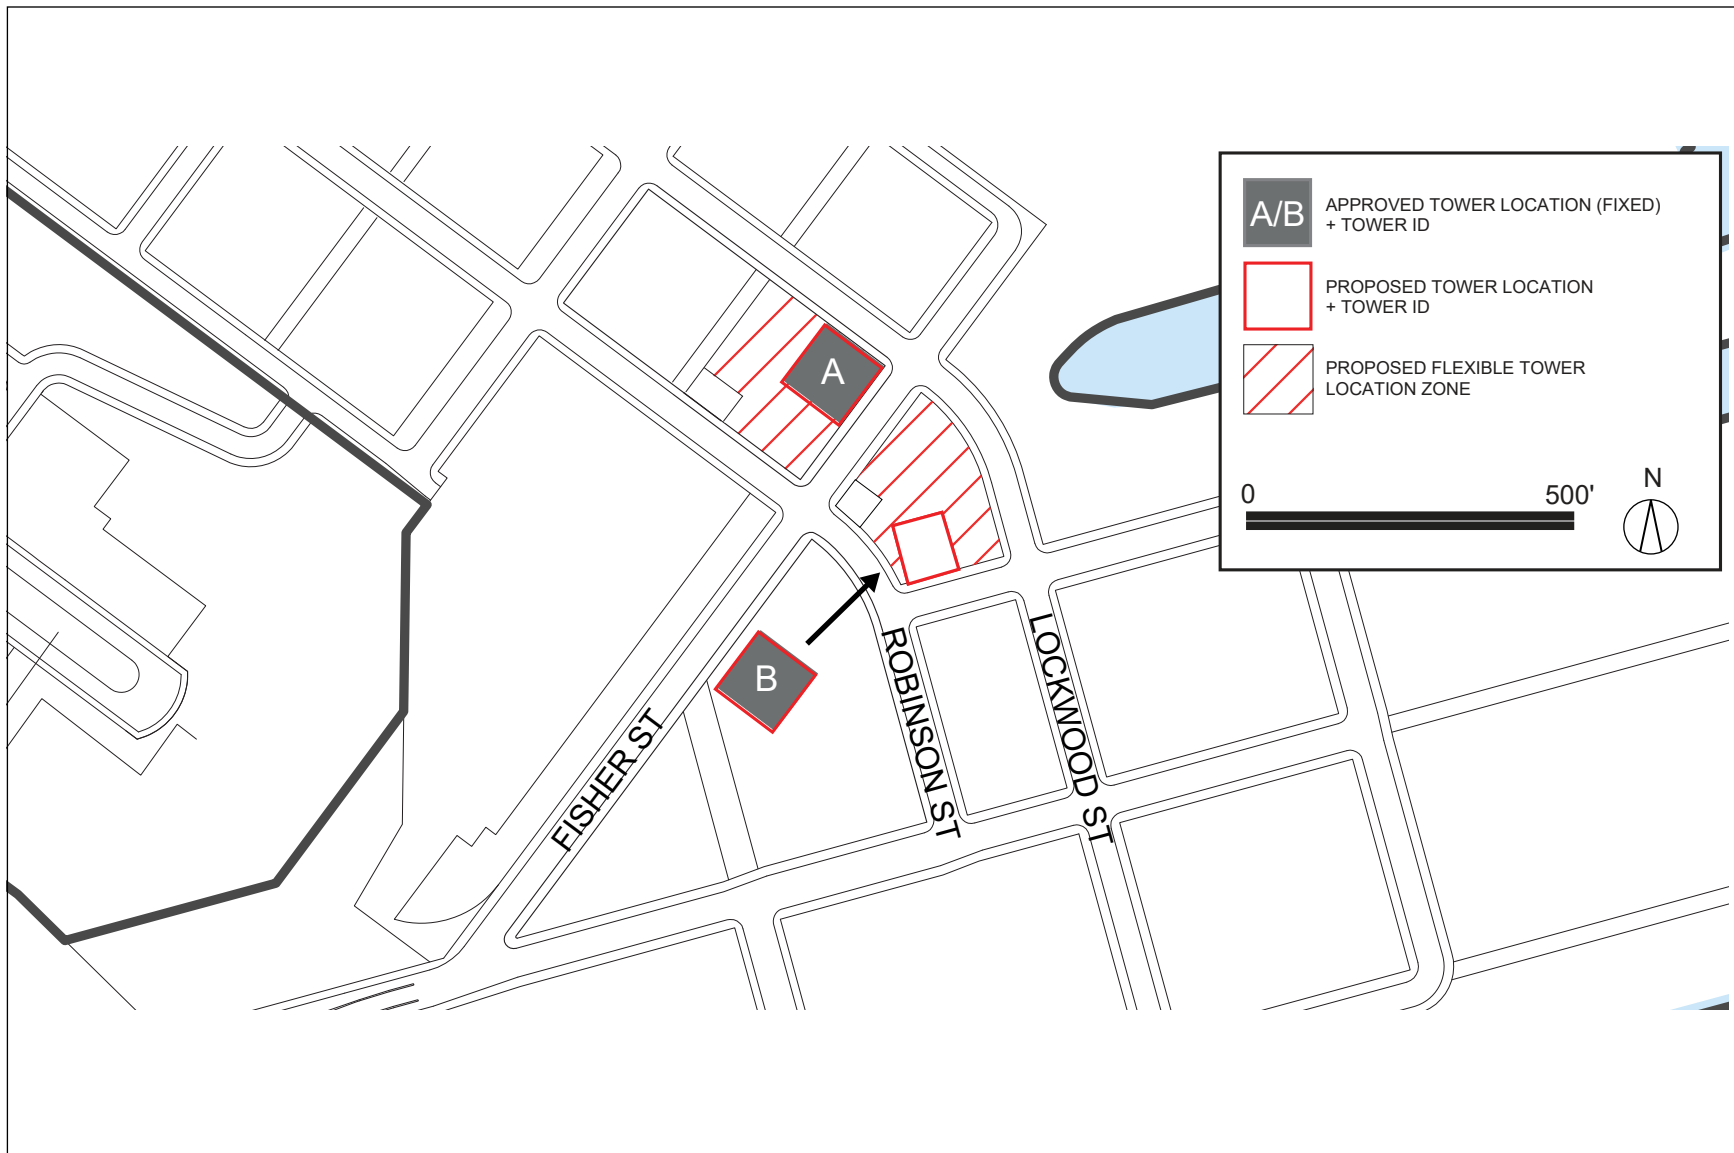 A/B
APPROVED TOWER LOCATION (FIXED)
+ TOWER ID
PROPOSED TOWER LOCATION
+ TOWER ID
PROPOSED FLEXIBLE TOWER
LOCATION ZONE
0
500'
N
A
B
FISHER ST
ROBINSON ST
LOCKWOOD ST